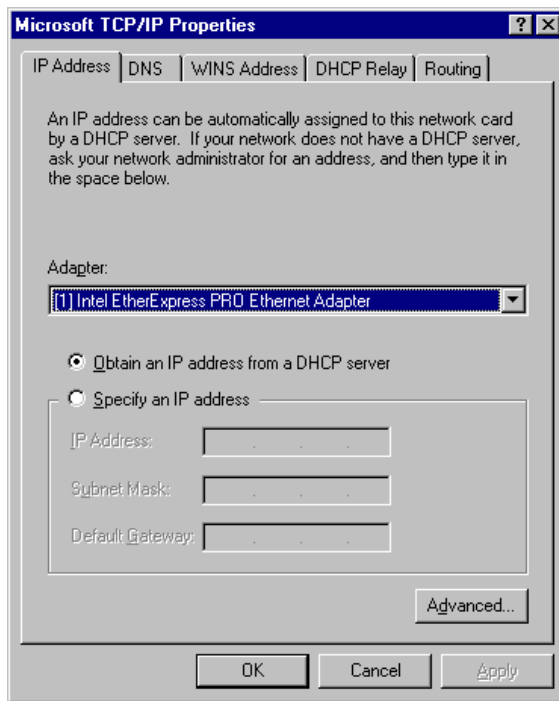 Microsoft TCP/IP Properties
IP Address DNS WINS Address DHCP Relay Routing
An IP address can be automatically assigned to this network card
by a DHCP server. If your network does not have a DHCP server,
ask your network administrator for an address, and then type it in
the space below.
Adapter:
[1] Intel EtherExpress PRO Ethernet Adapter
Obtain an IP address from a DHCP server
Specify an IP address
IP Address:
Subnet Mask:
Default Gateway:
Advanced...
OK Cancel Apply